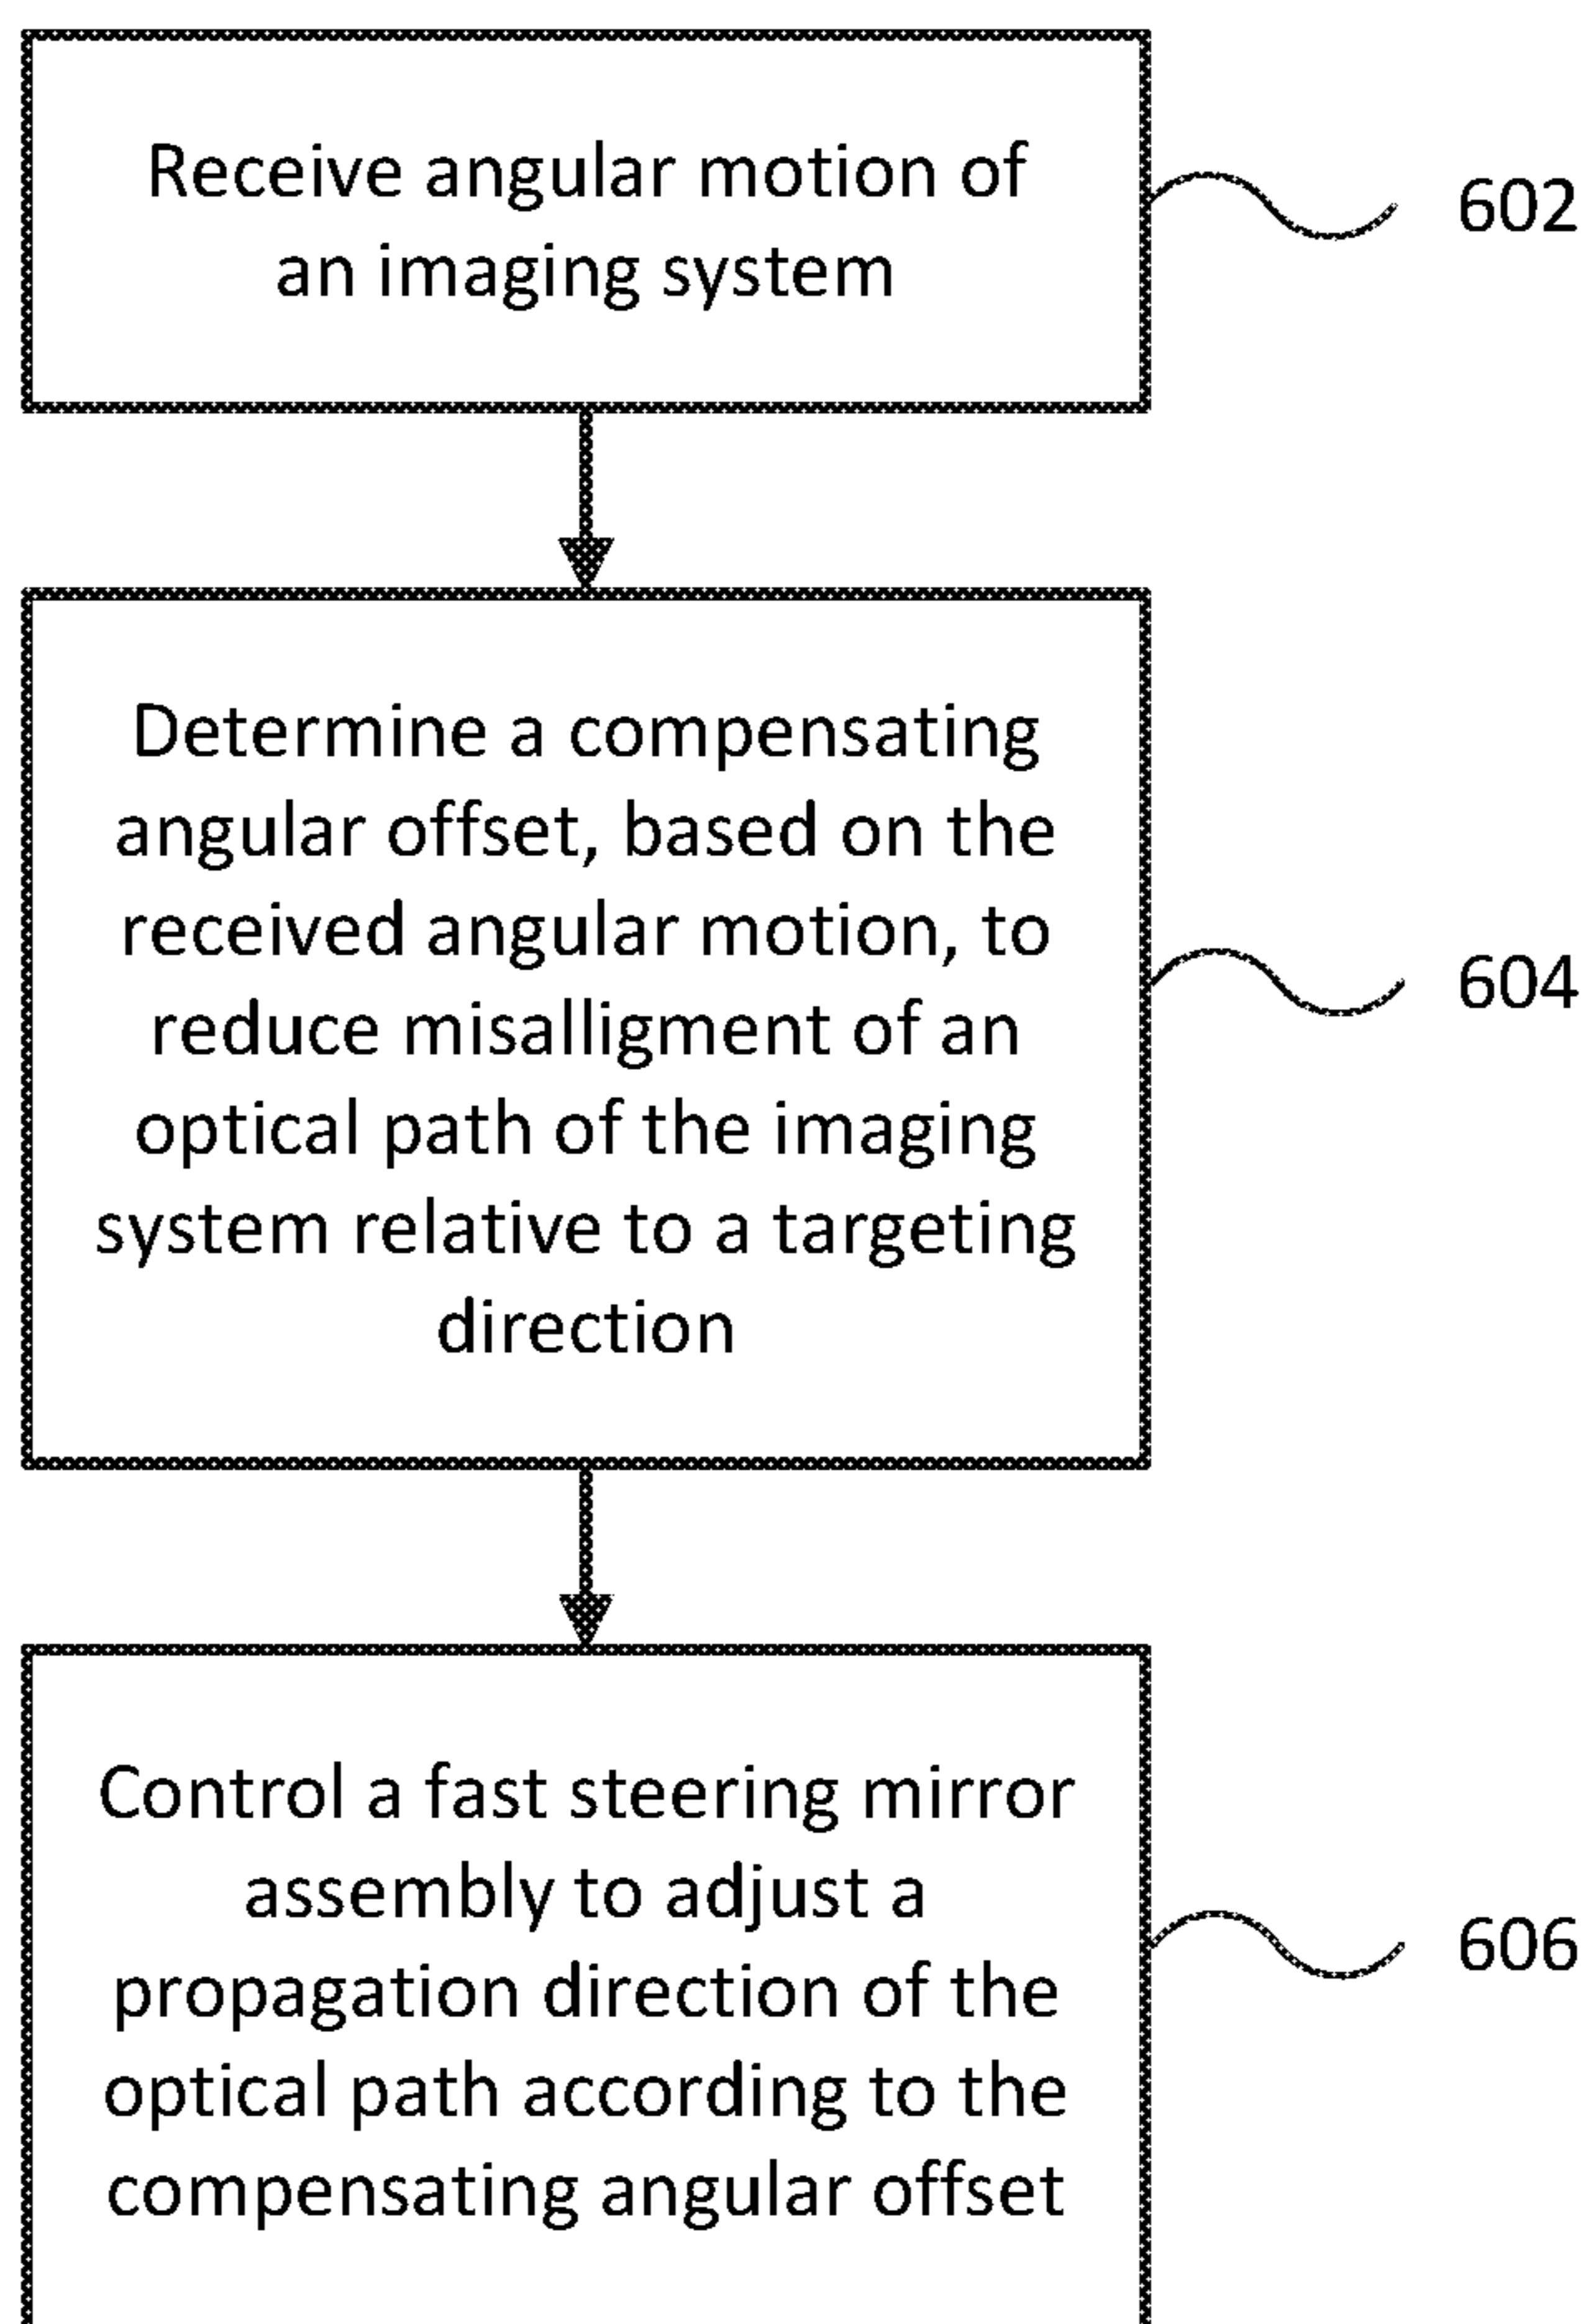 Receive angular motion of
an imaging system
602
Determine a compensating
angular offset, based on the
received angular motion, to
reduce misalligment of an
optical path of the imaging
system relative to a targeting
direction
604
Control a fast steering mirror
assembly to adjust a
propagation direction of the
optical path according to the
compensating angular offset
606